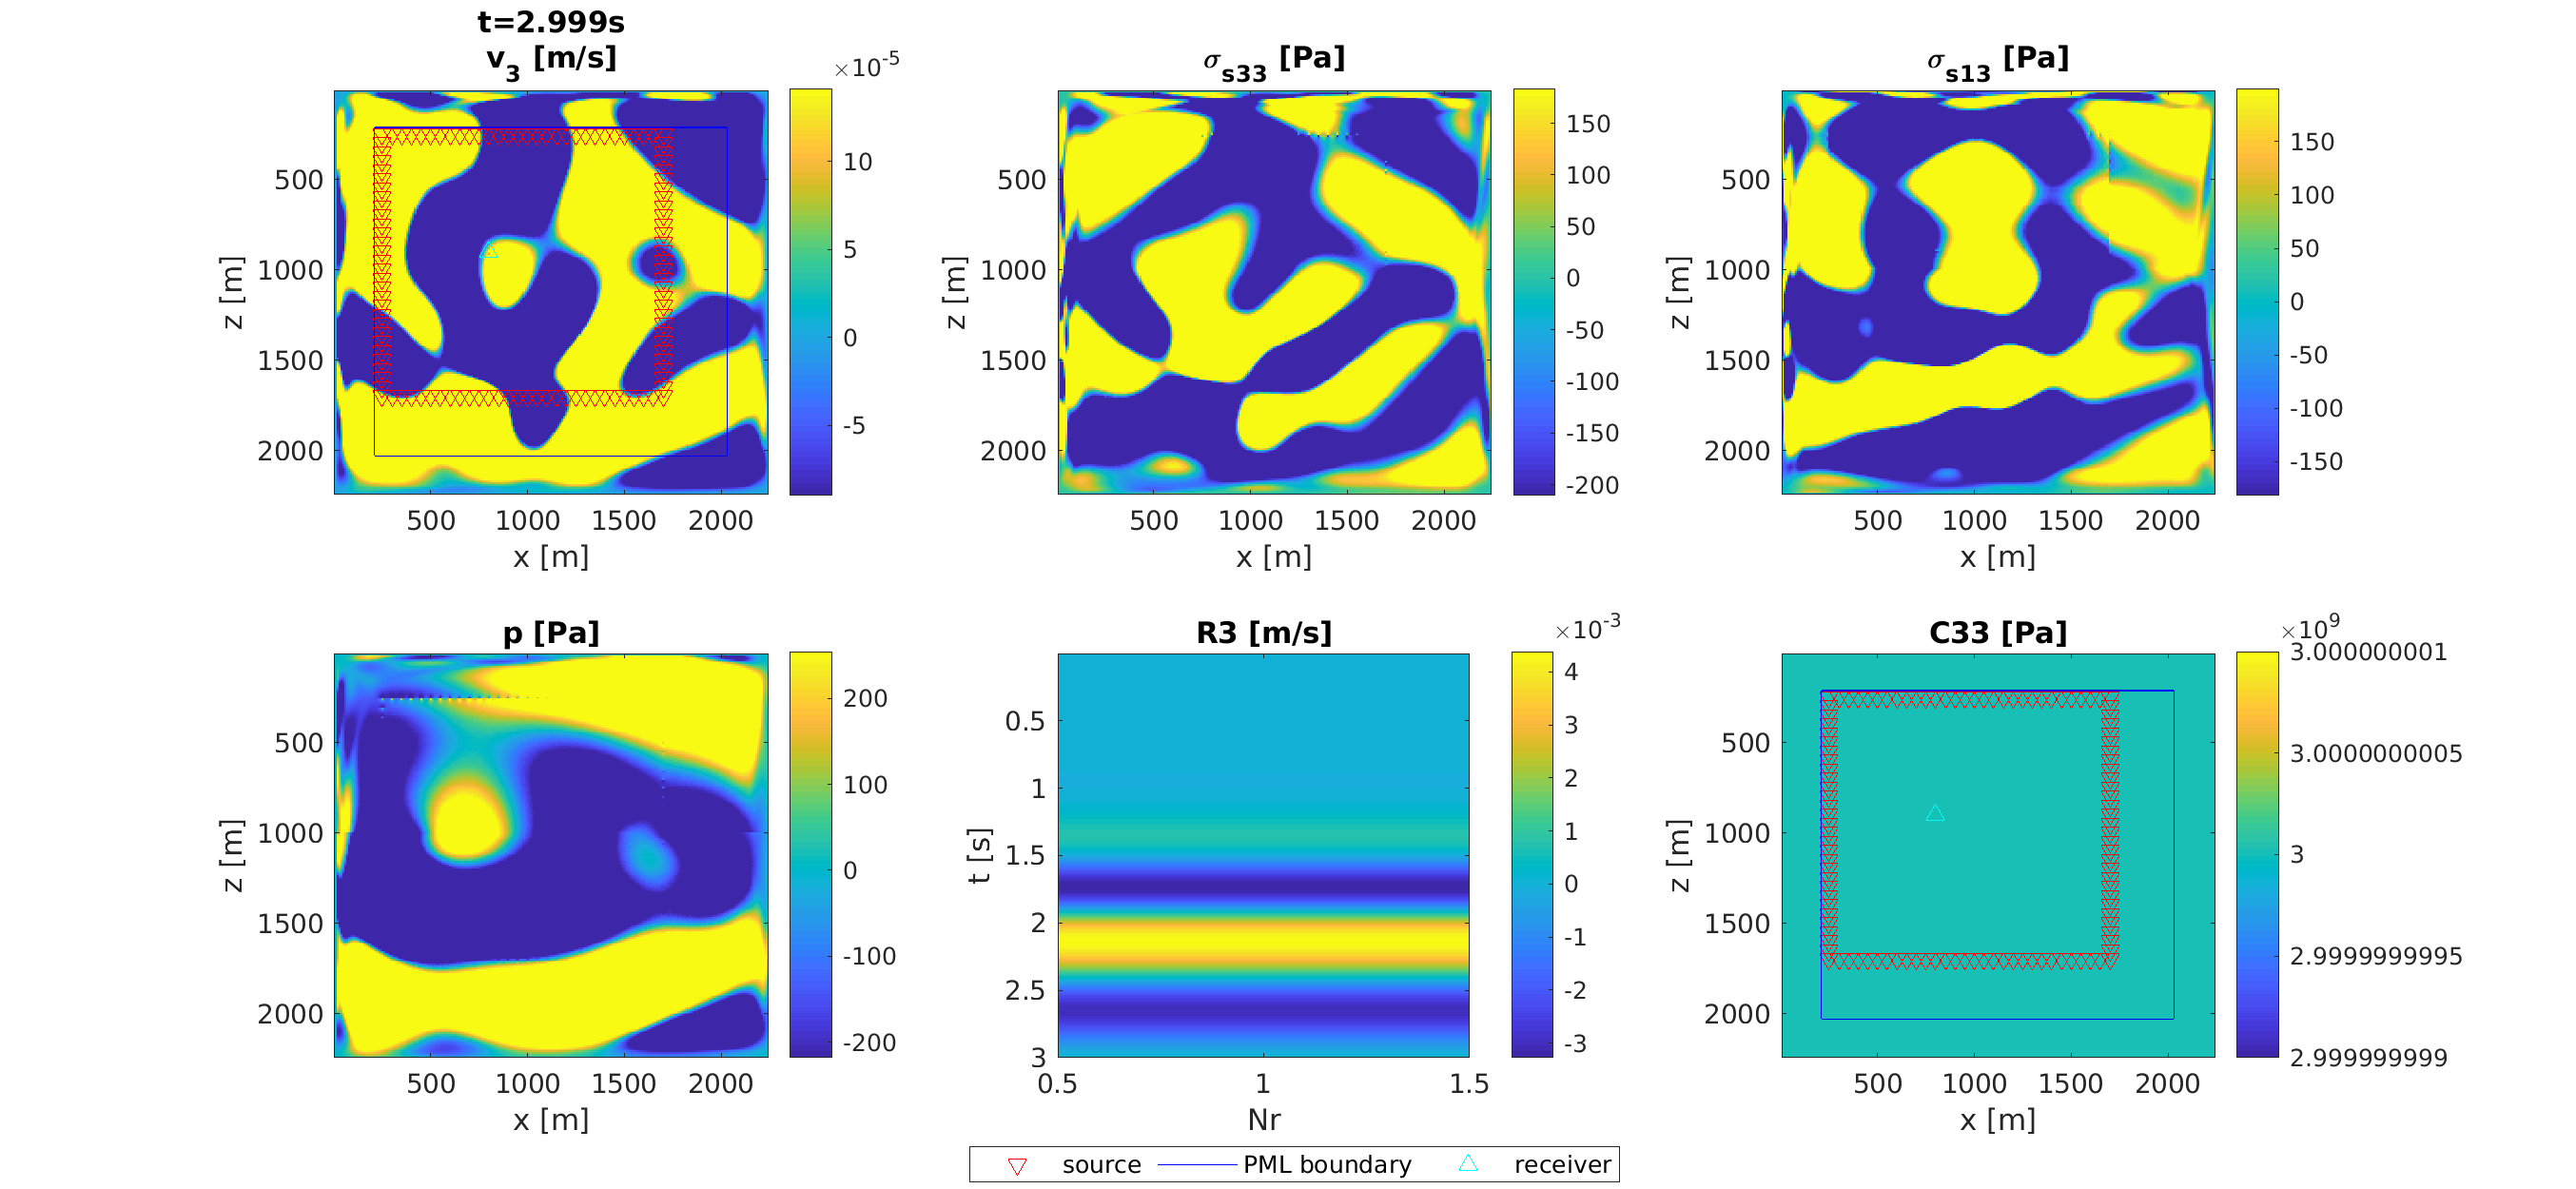 t=2.999s
v3 [m/s]
×10-5
z [m]
500
1000
1500
2000
500 1000 1500 2000
x [m]
10
5
0
-5
σs33 [Pa]
z [m]
500
1000
1500
2000
500 1000 1500 2000
x [m]
150
100
50
0
-50
-100
-150
-200
σs13 [Pa]
z [m]
500
1000
1500
2000
500 1000 1500 2000
x [m]
150
100
50
0
-50
-100
-150
p [Pa]
z [m]
500
1000
1500
2000
500 1000 1500 2000
x [m]
200
100
0
-100
-200
R3 [m/s]
×10-3
t [s]
0.5
1
1.5
2
2.5
3
0.5 1 1.5
Nr
4
3
2
1
0
-1
-2
-3
C33 [Pa]
×109
z [m]
500
1000
1500
2000
500 1000 1500 2000
x [m]
3.000000001
3.0000000005
3
2.9999999995
2.999999999
source PML boundary receiver